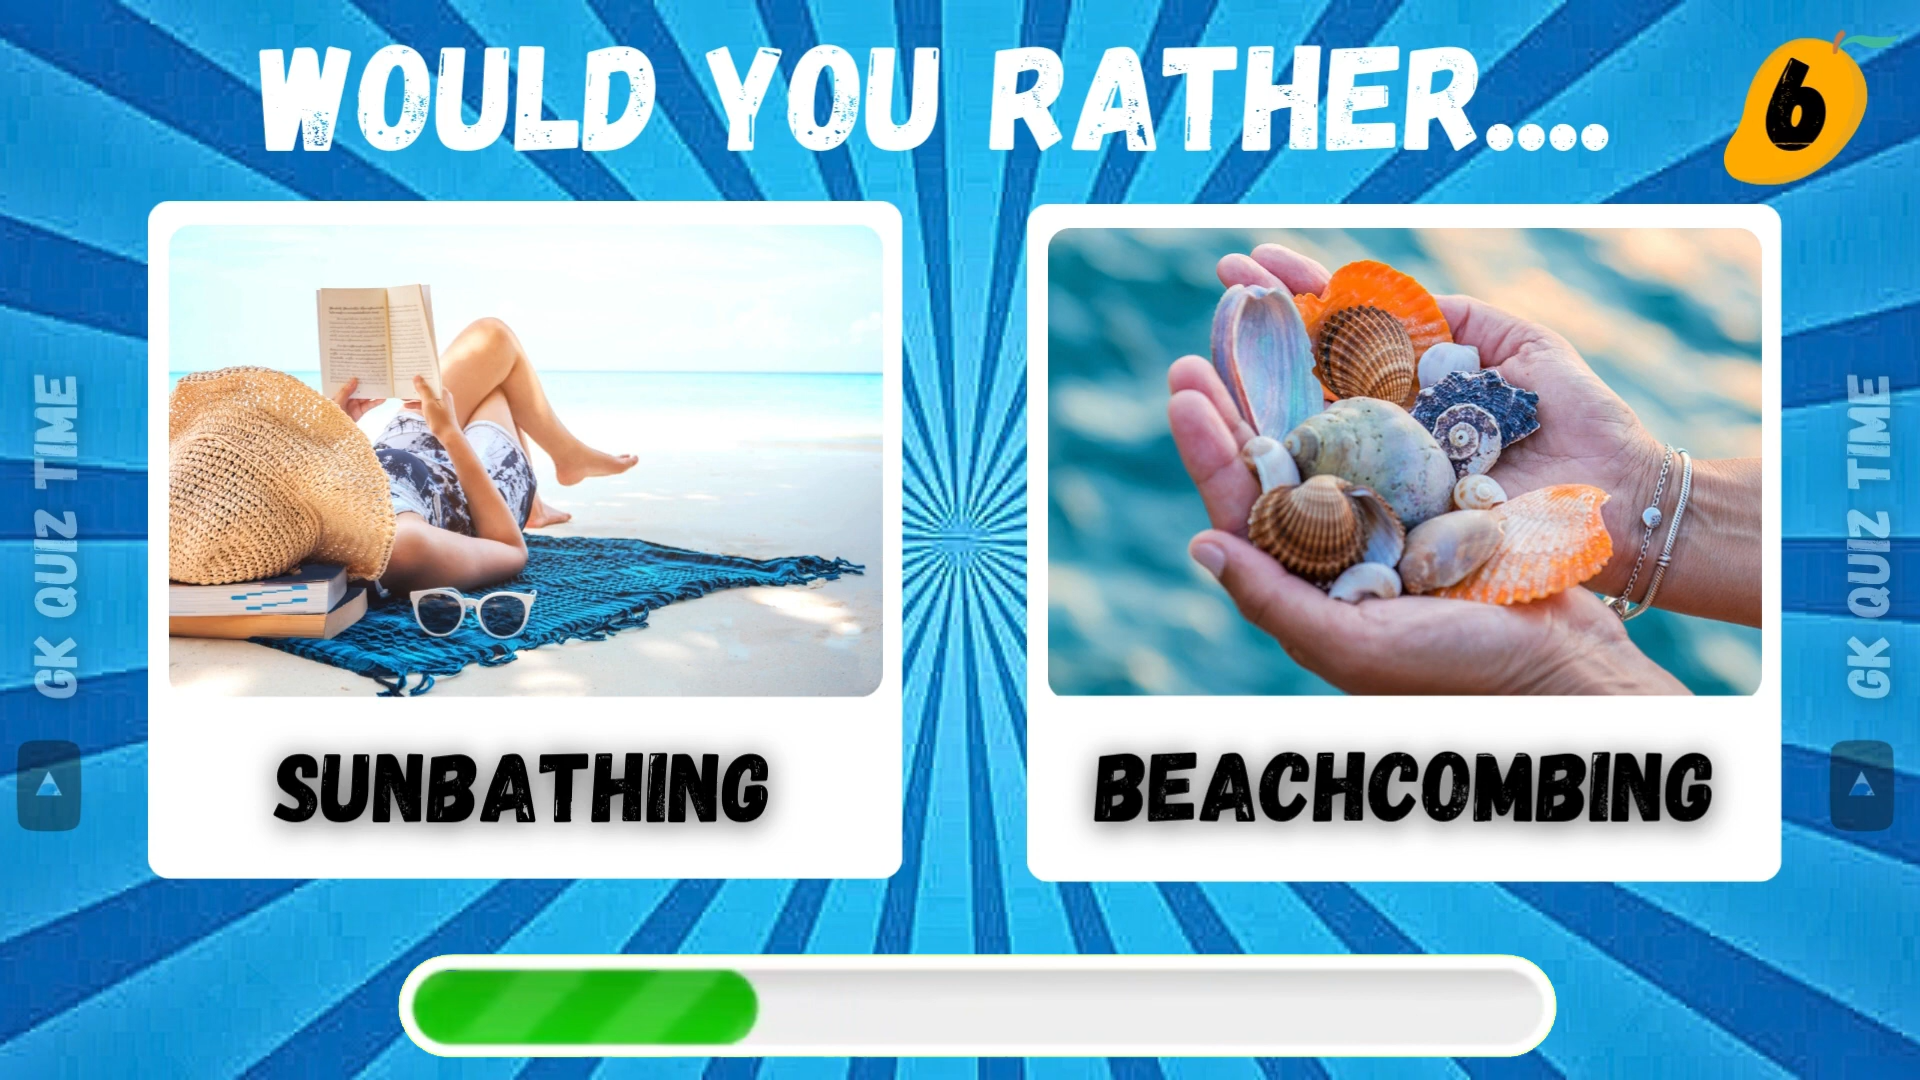 WOULD YOU RATHER....
6
SUNBATHING
BEACHCOMBING
GK QUIZ TIME
GK QUIZ TIME